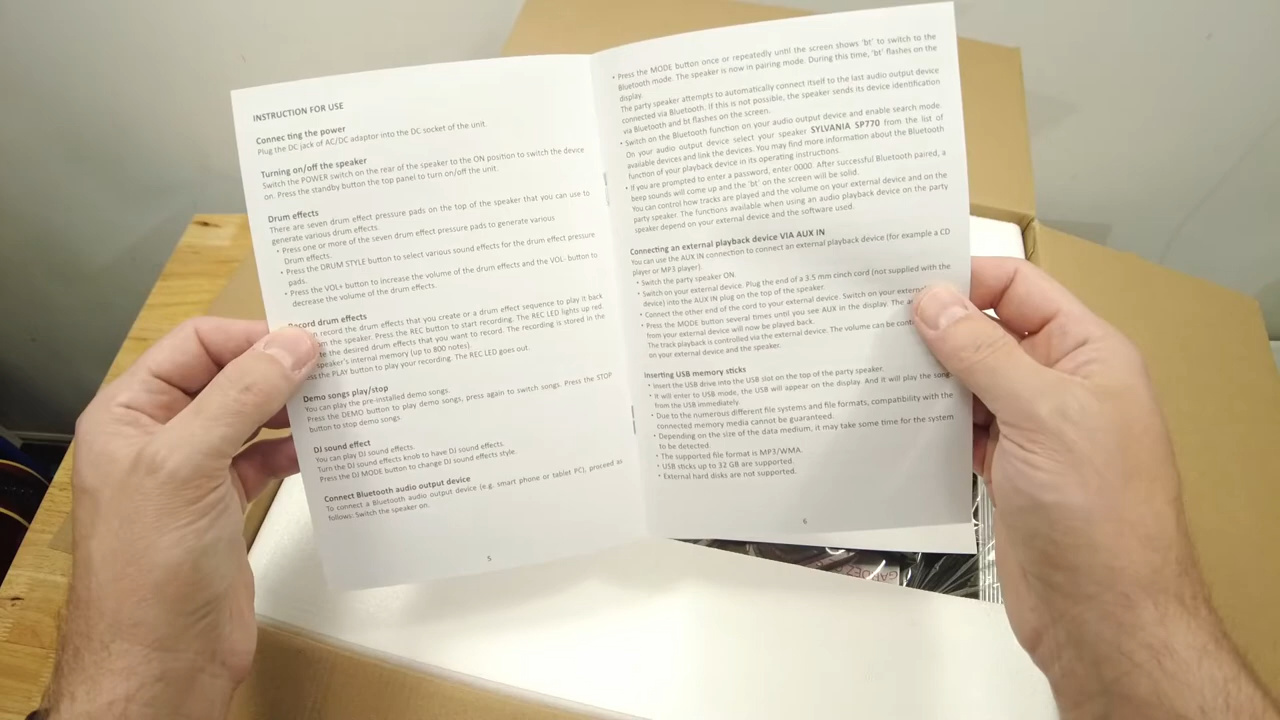 INSTRUCTION FOR USE
Connecting the power
Plug the DC jack of AC/DC adaptor into the DC socket of the unit.
Turning on/off the speaker
Switch the POWER switch on the rear of the speaker to the ON position to switch the device
on. Press the standby button the top panel to turn on/off the unit.
Drum effects
There are seven drum effect pressure pads on the top of the speaker that you can use to
generate various drum effects.
• Press one or more of the seven drum effect pressure pads to generate various
Drum effects.
• Press the DRUM STYLE button to select various sound effects for the drum effect pressure
pads.
• Press the VOL+ button to increase the volume of the drum effects and the VOL- button to
decrease the volume of the drum effects.
Record drum effects
record the drum effects that you create or a drum effect sequence to play it back
the speaker. Press the REC button to start recording. The REC LED lights up red.
the desired drum effects that you want to record. The recording is stored in the
speaker's internal memory (up to 800 notes).
the PLAY button to play your recording. The REC LED goes out.
Demo songs play/stop
You can play the pre-installed demo songs.
Press the DEMO button to play demo songs, press again to switch songs. Press the STOP
button to stop demo songs.
DJ sound effect
You can play DJ sound effects.
Turn the DJ sound effects knob to have DJ sound effects.
Press the DJ MODE button to change DJ sound effects style.
Connect Bluetooth audio output device
To connect a Bluetooth audio output device (e.g. smart phone or tablet PC), proceed as
follows: Switch the speaker on.
5
• Press the MODE button once or repeatedly until the screen shows 'bt' to switch to the
Bluetooth mode. The speaker is now in pairing mode. During this time, 'bt' flashes on the
display.
The party speaker attempts to automatically connect itself to the last audio output device
connected via Bluetooth. If this is not possible, the speaker sends its device identification
via Bluetooth and bt flashes on the screen.
• Switch on the Bluetooth function on your audio output device and enable search mode.
On your audio output device select your speaker SYLVANIA SP770 from the list of
available devices and link the devices. You may find more information about the Bluetooth
function of your playback device in its operating instructions.
• If you are prompted to enter a password, enter 0000. After successful Bluetooth paired, a
beep sounds will come up and the 'bt' on the screen will be solid.
You can control how tracks are played and the volume on your external device and on the
party speaker. The functions available when using an audio playback device on the party
speaker depend on your external device and the software used.
Connecting an external playback device VIA AUX IN
You can use the AUX IN connection to connect an external playback device (for example a CD
player or MP3 player)
• Switch the party speaker ON.
• Switch on your external device. Plug the end of a 3.5 mm cinch cord (not supplied with the
device) into the AUX IN plug on the top of the speaker.
• Connect the other end of the cord to your external device. Switch on your
• Press the MODE button several times until you see AUX in the display. The
from your external device will now be played back.
The track playback is controlled via the external device. The volume can be
on your external device and the speaker.
Inserting USB memory sticks
• Insert the USB drive into the USB slot on the top of the party speaker.
• It will enter to USB mode, the USB will appear on the display. And it will play the
from the USB immediately.
• Due to the numerous different file systems and file formats, compatibility with the
connected memory media cannot be guaranteed.
• Depending on the size of the data medium, it may take some time for the system
to be detected.
• The supported file format is MP3/WMA.
• USB sticks up to 32 GB are supported.
• External hard disks are not supported.
6